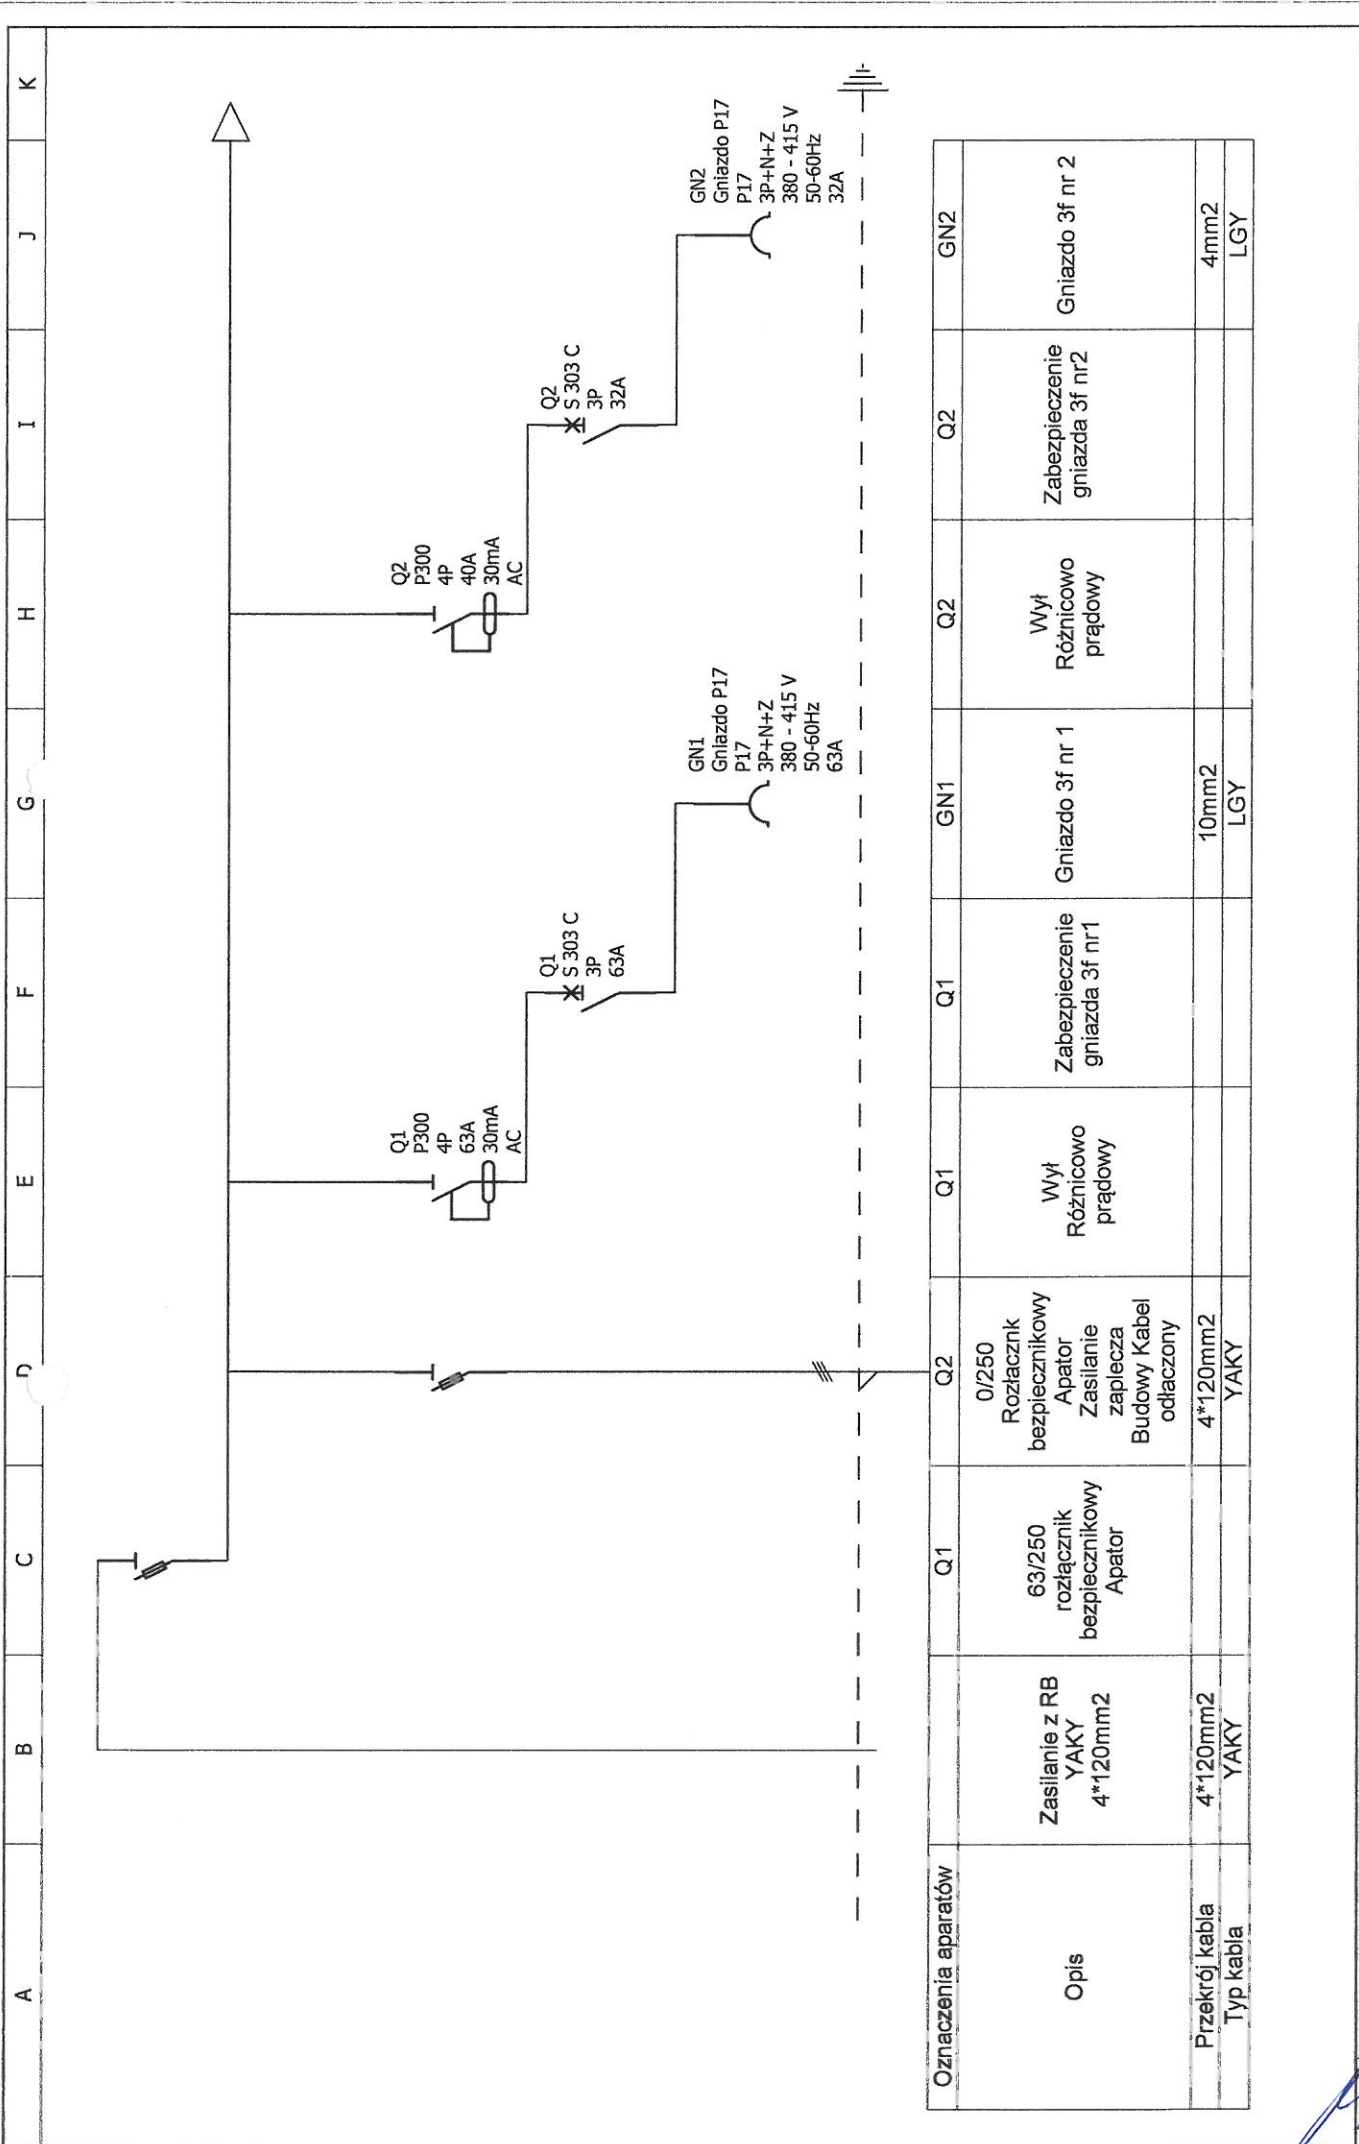 A B C D E F G H I J K
Q1
P300
4P
63A
30mA
AC
Q1
S 303 C
3P
63A
GN1
Gniazdo P17
P17
3P+N+Z
380 - 415 V
50-60Hz
63A
Q2
P300
4P
40A
30mA
AC
Q2
S 303 C
3P
32A
GN2
Gniazdo P17
P17
3P+N+Z
380 - 415 V
50-60Hz
32A
Oznaczenia aparatów Q1 Q2 Q1 Q1 GN1 Q2 Q2 GN2
Opis
Zasilanie z RB
YAKY
4*120mm2
63/250
rozłącznik
bezpiecznikowy
Apator
0/250
Rozłacznk
bezpiecznikowy
Apator
Zasilanie
zaplecza
Budowy Kabel
odłaczony
Wył
Różnicowo
prądowy
Zabezpieczenie
gniazda 3f nr1
Gniazdo 3f nr 1
Wył
Różnicowo
prądowy
Zabezpieczenie
gniazda 3f nr2
Gniazdo 3f nr 2
Przekrój kabla 4*120mm2 4*120mm2 10mm2 4mm2
Typ kabla YAKY YAKY LGY LGY